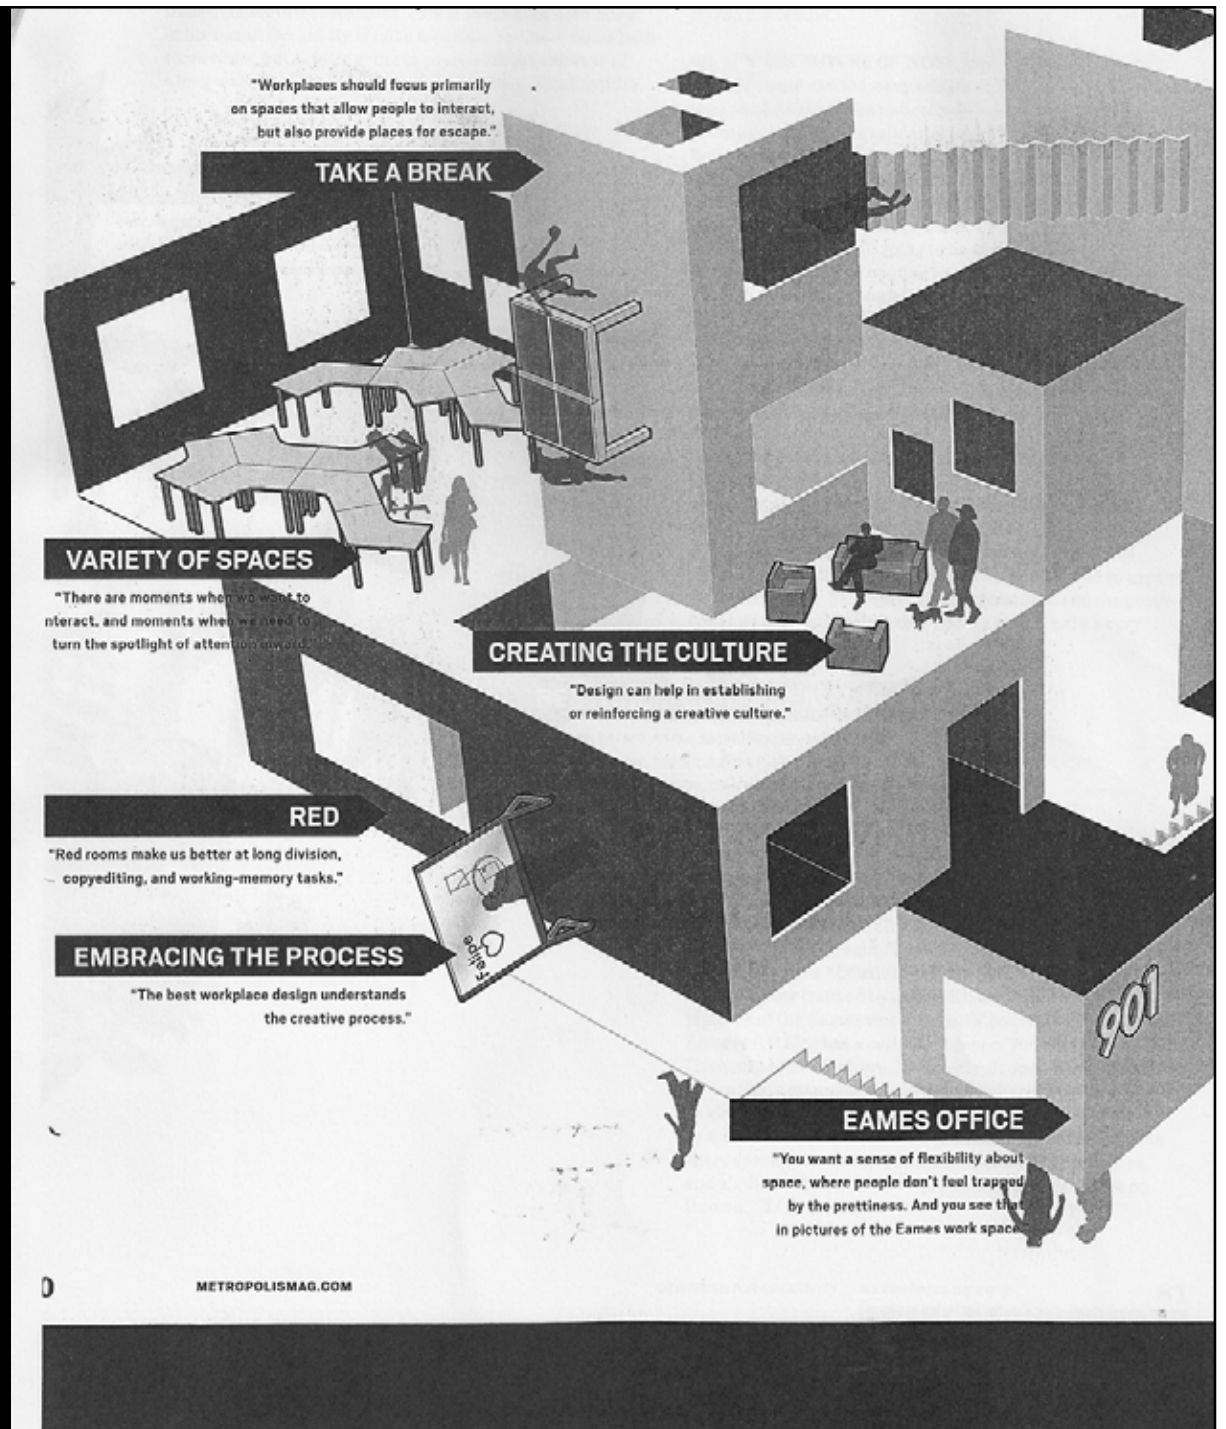 "Workplaces should focus primarily
on spaces that allow people to interact,
but also provide places for escape."
TAKE A BREAK
VARIETY OF SPACES
"There are moments when we want to
nteract, and moments when we need to
turn the spotlight of attention inward."
CREATING THE CULTURE
"Design can help in establishing
or reinforcing a creative culture."
RED
"Red rooms make us better at long division,
copyediting, and working-memory tasks."
Felipe
EMBRACING THE PROCESS
"The best workplace design understands
the creative process."
901
EAMES OFFICE
"You want a sense of flexibility about
space, where people don't feel trapped
by the prettiness. And you see that
in pictures of the Eames work space."
0
METROPOLISMAG.COM